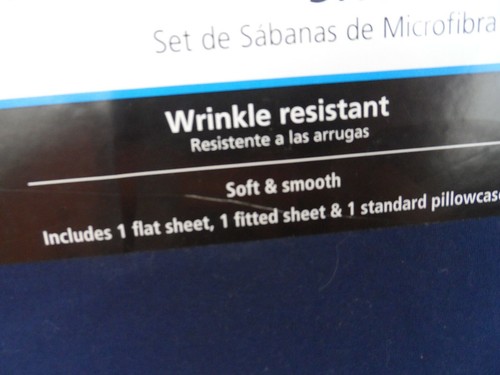 Set de Sábanas de Microfibra
Wrinkle resistant
Resistente a las arrugas
Soft & smooth
Includes 1 flat sheet, 1 fitted sheet & 1 standard pillowcase